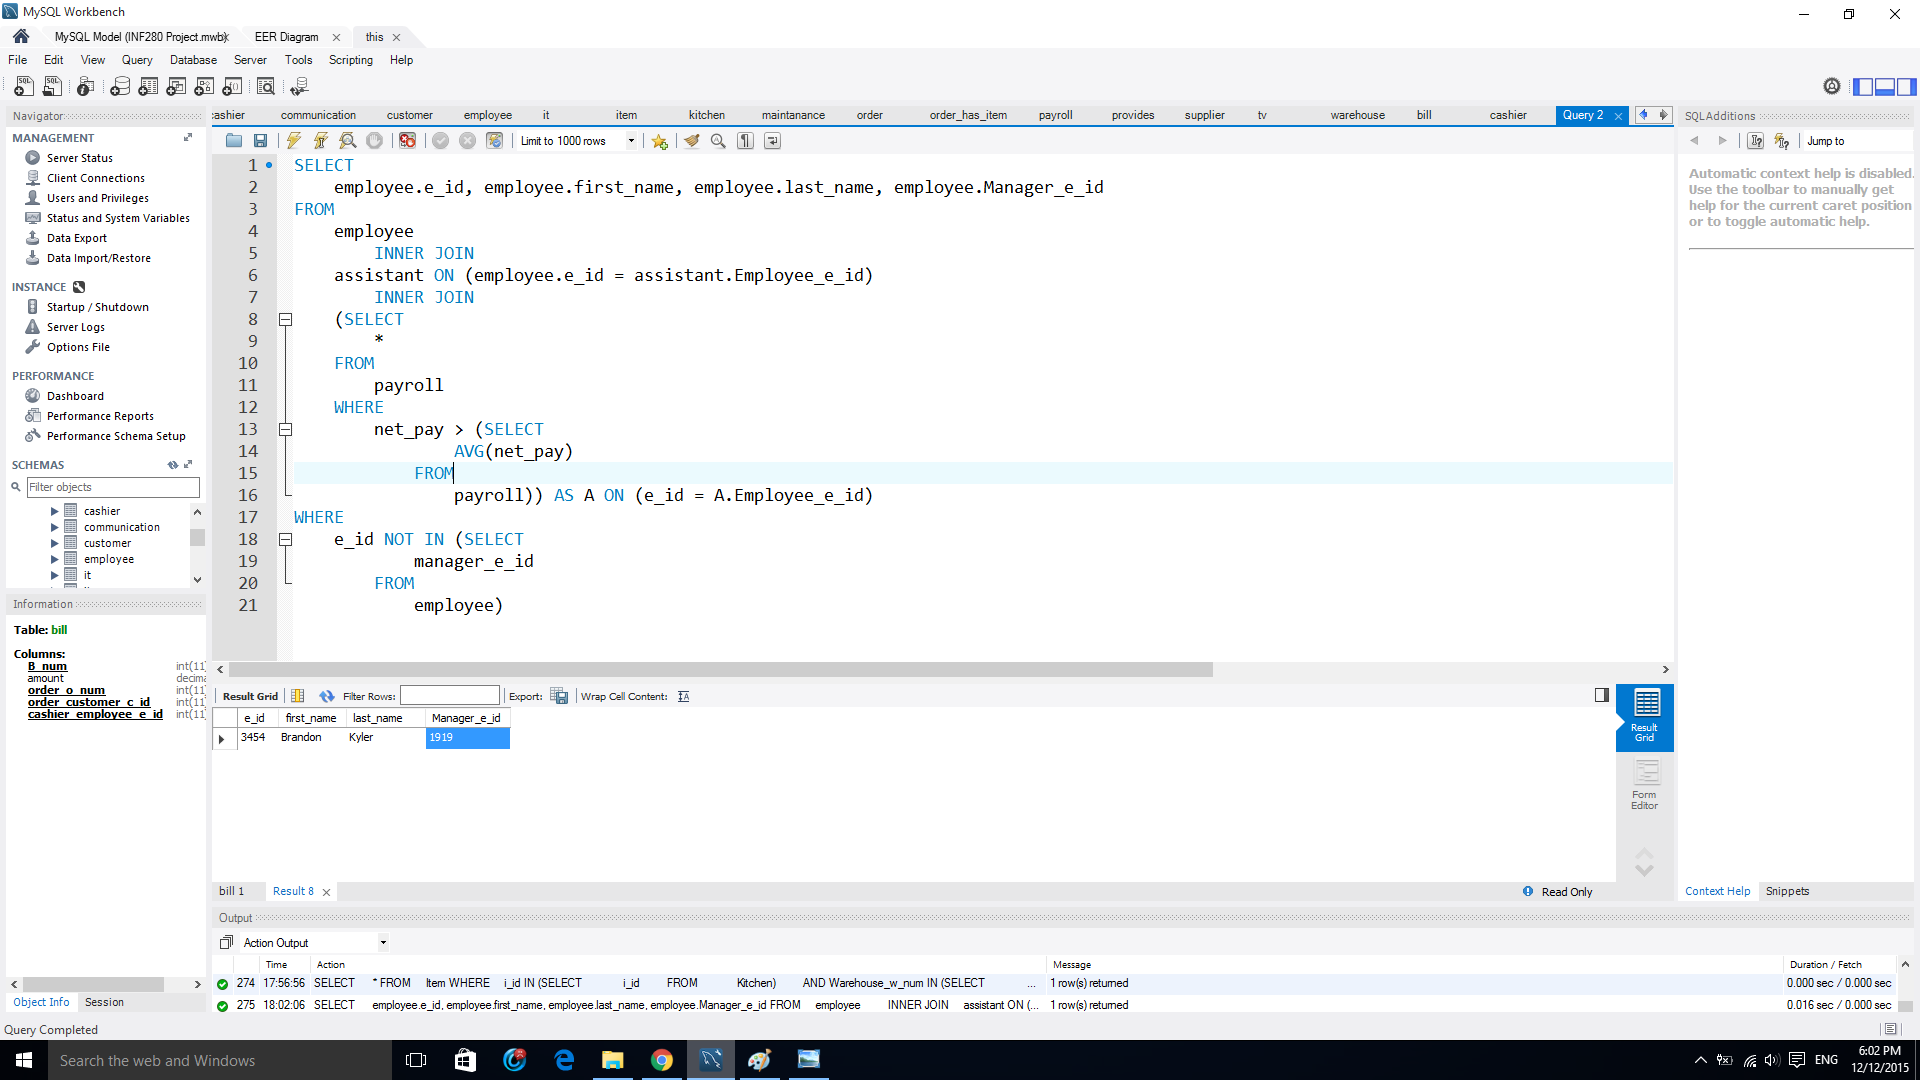 MySQL Workbench
MySQL Model (INF280 Project.mwb)
EER Diagram
this
File Edit View Query Database Server Tools Scripting Help
Navigator
MANAGEMENT
Server Status
Client Connections
Users and Privileges
Status and System Variables
Data Export
Data Import/Restore
INSTANCE
Startup / Shutdown
Server Logs
Options File
PERFORMANCE
Dashboard
Performance Reports
Performance Schema Setup
SCHEMAS
Filter objects
cashier
communication
customer
employee
it
Information
Table: bill
Columns:
B_num int(11)
amount decima
order_o_num int(11)
order_customer_c_id int(11)
cashier_employee_e_id int(11)
Object Info Session
Query Completed
ashier communication customer employee it item kitchen maintanance order order_has_item payroll provides supplier tv warehouse bill cashier Query 2
Limit to 1000 rows
1 SELECT
2 employee.e_id, employee.first_name, employee.last_name, employee.Manager_e_id
3 FROM
4 employee
5 INNER JOIN
6 assistant ON (employee.e_id = assistant.Employee_e_id)
7 INNER JOIN
8 (SELECT
9 *
10 FROM
11 payroll
12 WHERE
13 net_pay > (SELECT
14 AVG(net_pay)
15 FROM
16 payroll)) AS A ON (e_id = A.Employee_e_id)
17 WHERE
18 e_id NOT IN (SELECT
19 manager_e_id
20 FROM
21 employee)
Result Grid Filter Rows: Export: Wrap Cell Content:
e_id first_name last_name Manager_e_id
3454 Brandon Kyler 1919
Result
Grid
Form
Editor
bill 1 Result 8 Read Only
Output
Action Output
Time Action Message Duration / Fetch
274 17:56:56 SELECT * FROM Item WHERE i_id IN (SELECT i_id FROM Kitchen) AND Warehouse_w_num IN (SELECT ... 1 row(s) returned 0.000 sec / 0.000 sec
275 18:02:06 SELECT employee.e_id, employee.first_name, employee.last_name, employee.Manager_e_id FROM employee INNER JOIN assistant ON (... 1 row(s) returned 0.016 sec / 0.000 sec
SQLAdditions
Jump to
Automatic context help is disabled.
Use the toolbar to manually get
help for the current caret position
or to toggle automatic help.
Context Help Snippets
Search the web and Windows
ENG
6:02 PM
12/12/2015